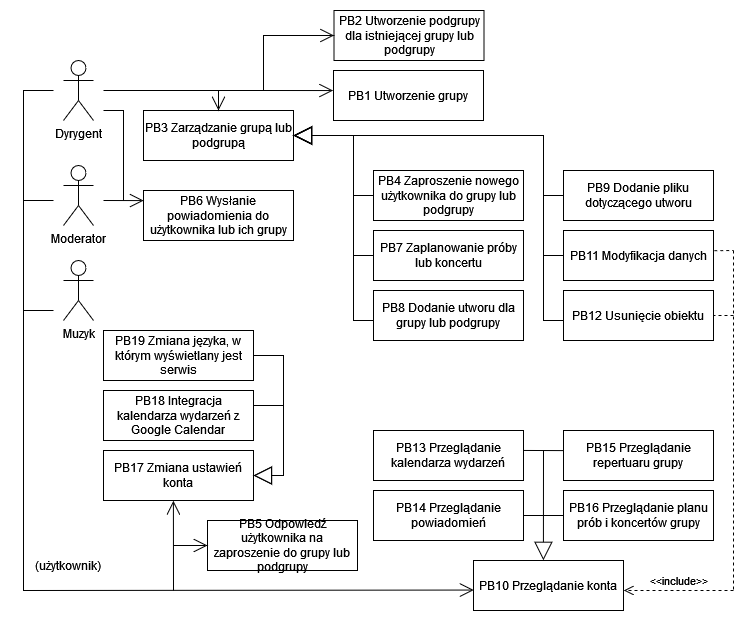 PB2 Utworzenie podgrupy
dla istniejącej grupy lub
podgrupy
PB1 Utworzenie grupy
Dyrygent
PB3 Zarządzanie grupą lub
podgrupą
PB6 Wysłanie
powiadomienia do
użytkownika lub ich grupy
Moderator
PB4 Zaproszenie nowego
użytkownika do grupy lub
podgrupy
PB9 Dodanie pliku
dotyczącego utworu
PB7 Zaplanowanie próby
lub koncertu
PB11 Modyfikacja danych
PB8 Dodanie utworu dla
grupy lub podgrupy
PB12 Usunięcie obiektu
Muzyk
PB19 Zmiana języka, w
którym wyświetlany jest
serwis
PB18 Integracja
kalendarza wydarzeń z
Google Calendar
PB17 Zmiana ustawień
konta
PB13 Przeglądanie
kalendarza wydarzeń
PB15 Przeglądanie
repertuaru grupy
PB14 Przeglądanie
powiadomień
PB16 Przeglądanie planu
prób i koncertów grupy
PB5 Odpowiedź
użytkownika na
zaproszenie do grupy lub
podgrupy
(użytkownik)
PB10 Przeglądanie konta
<<include>>